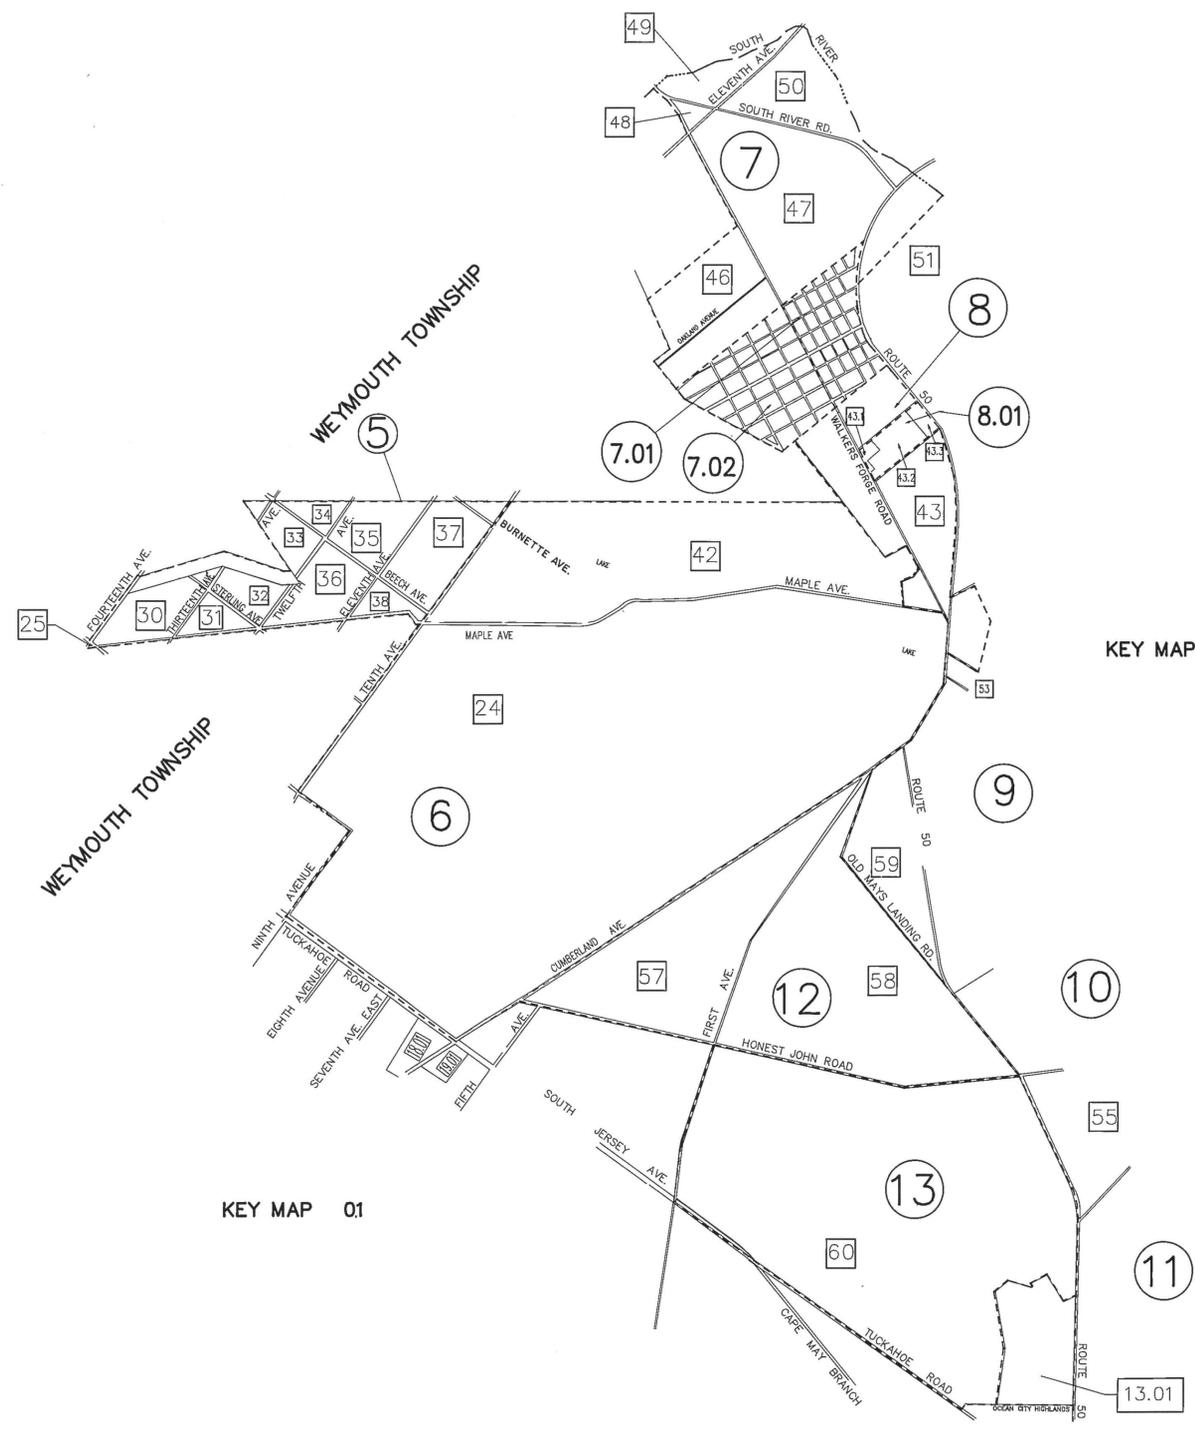 49
SOUTH
RIVER
ELEVENTH AVE.
50
48
SOUTH RIVER RD.
7
47
46
51
OAKLAND AVENUE
WEYMOUTH TOWNSHIP
8
ROUTE 50
5
8.01
43.1
7.01
7.02
43.3
43.2
WALKERS FORGE ROAD
43
34
AVE.
AVE.
33
35
37
BURNETTE AVE.
LAKE
42
FOURTEENTH AVE.
36
ELEVENTH AVE.
BEECH AVE.
MAPLE AVE.
30
THIRTEENTH AVE
STERLING AVE.
32
TWELFTH
38
31
25
MAPLE AVE
LAKE
KEY MAP
TENTH AVE.
53
24
WEYMOUTH TOWNSHIP
6
9
ROUTE 50
59
OLD MAYS LANDING RD.
NINTH AVENUE
TUCKAHOE ROAD
CUMBERLAND AVE
EIGHTH AVENUE
57
58
10
SEVENTH AVE. EAST
FIRST AVE.
12
AVE.
18.01
19.01
HONEST JOHN ROAD
FIFTH
SOUTH
55
JERSEY AVE.
13
KEY MAP 0.1
60
11
CAPE MAY BRANCH
TUCKAHOE ROAD
ROUTE 50
13.01
OCEAN CITY HIGHLANDS